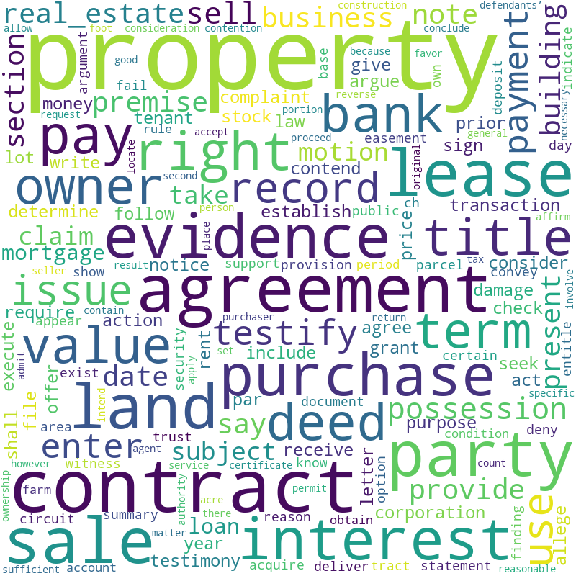 real_estate sell business note construction defendants'
allow foot consideration contention conclude because favor
property
section argument good fail money premise complaint stock give argue base own
payment building indicate necessary
request tenant rule law prior deposit
pay right bank
lot write accept motion proceed easement sign day
portion reverse locate second contend original general
owner take record lease
determine follow person establish public ch transaction affirm
claim evidence place price title
mortgage notice support provision period parcel tax consider
seller show result convey
issue agreement
require appear contain action purchaser return damage check present entitle involve
execute admit exist security apply rent set testify agree grant term certain seek
value date include document act specific
offer intend par purchase
land deed possession
shall file area agent trust subject say receive know condition purpose deny
enter letter option party
however witness service certificate count
ownership farm authority acre there permit corporation provide
contract
circuit summary loan reason obtain finding allege
sale matter year interest use
testimony acquire deliver tract statement
sufficient account reasonable